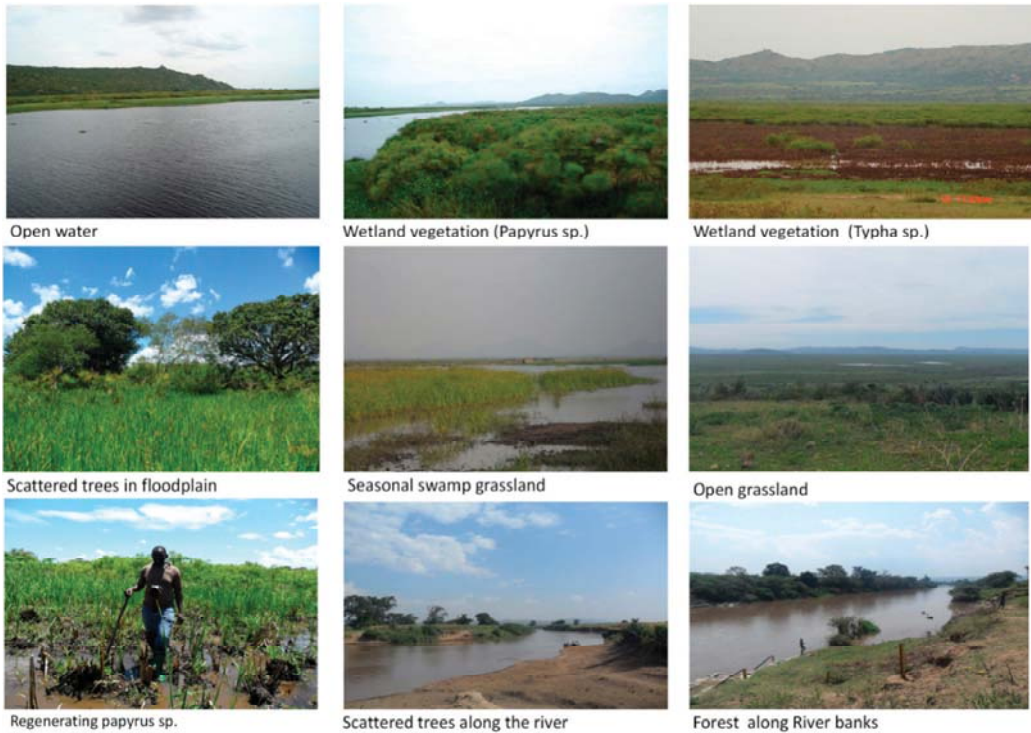 Open water
Wetland vegetation (Papyrus sp.)
Wetland vegetation (Typha sp.)
Scattered trees in floodplain
Seasonal swamp grassland
Open grassland
Regenerating papyrus sp.
Scattered trees along the river
Forest along River banks